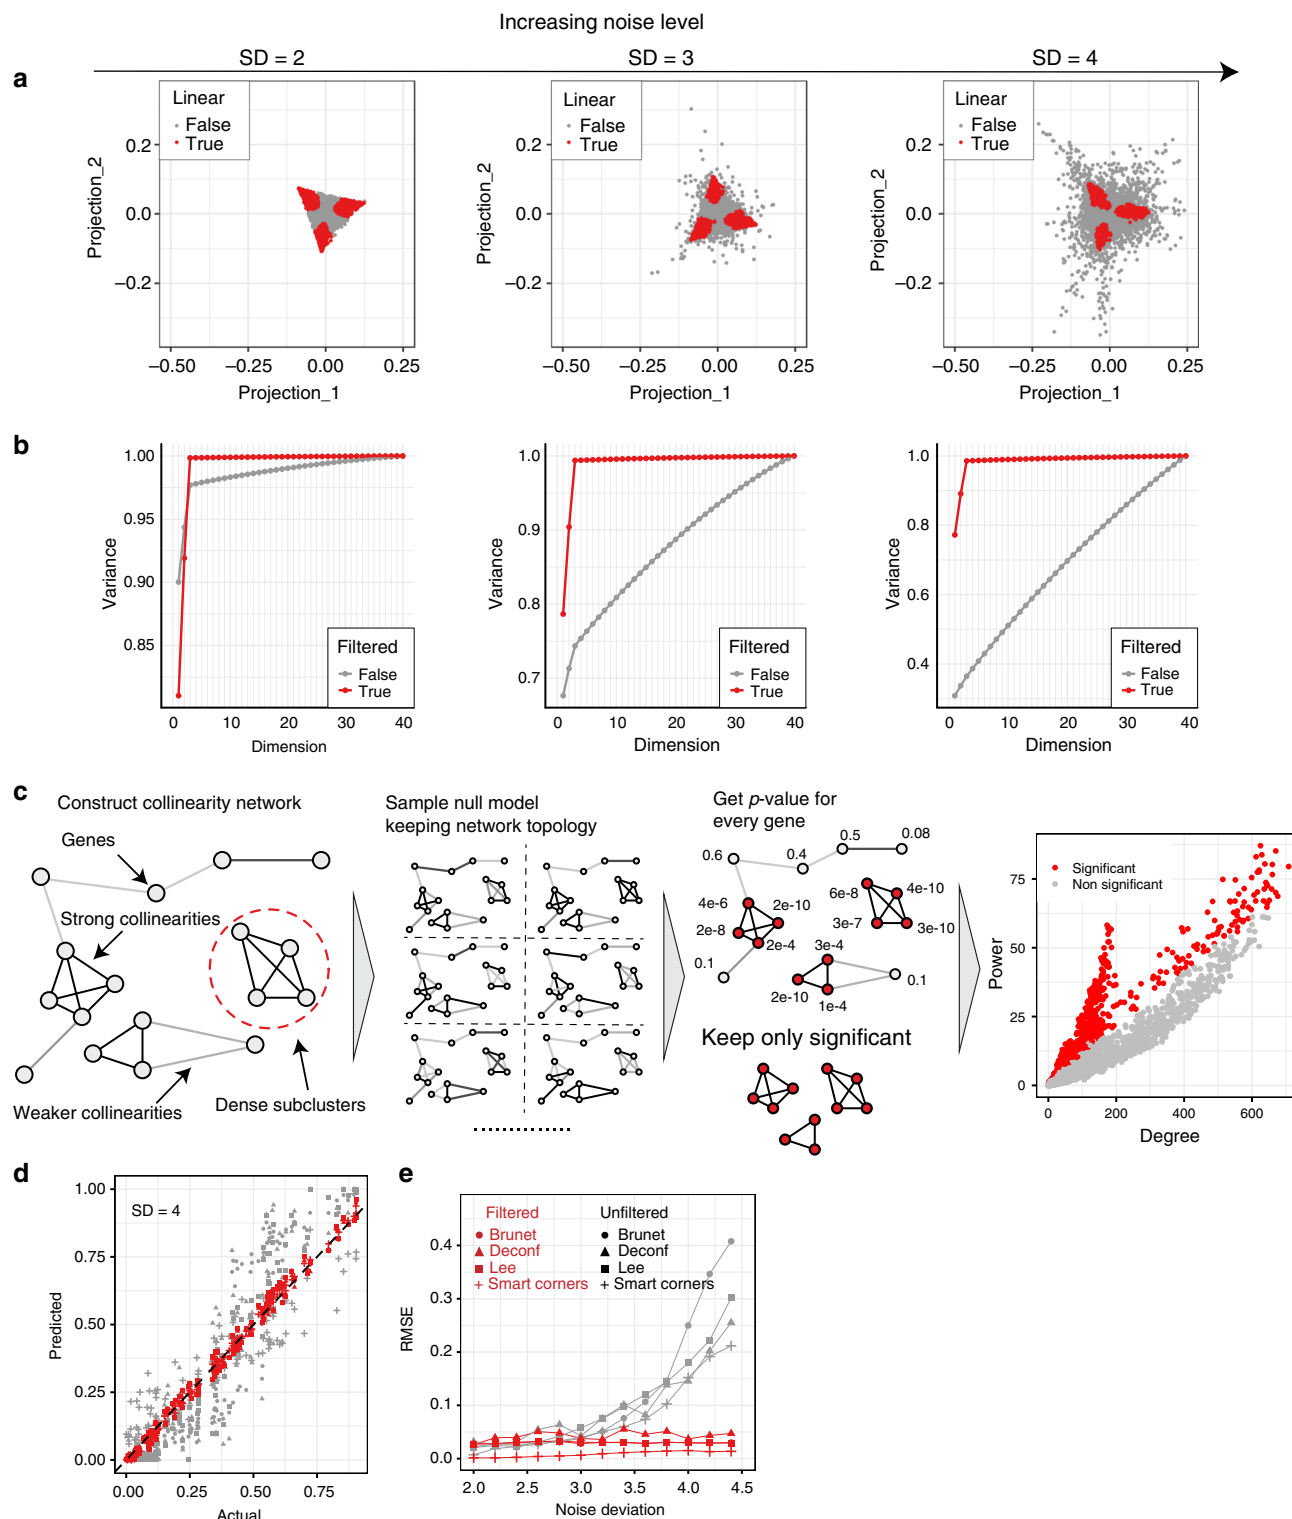 Increasing noise level
SD = 2
SD = 3
SD = 4
a
Linear
False
True
0.2
0.0
−0.2
Projection_2
−0.50
−0.25
0.00
0.25
Projection_1
Linear
False
True
0.2
0.0
−0.2
Projection_2
−0.50
−0.25
0.00
0.25
Projection_1
Linear
False
True
0.2
0.0
−0.2
Projection_2
−0.50
−0.25
0.00
0.25
Projection_1
b
1.00
0.95
0.90
0.85
Variance
Filtered
False
True
0
10
20
30
40
Dimension
1.0
0.9
0.8
0.7
Variance
Filtered
False
True
0
10
20
30
40
Dimension
1.0
0.8
0.6
0.4
Variance
Filtered
False
True
0
10
20
30
40
Dimension
c
Construct collinearity network
Genes
Strong collinearities
Weaker collinearities
Dense subclusters
Sample null model
keeping network topology
Get p-value for
every gene
0.6
0.4
0.5
0.08
4e-6
2e-10
2e-8
2e-4
0.1
6e-8
4e-10
3e-7
3e-10
3e-4
2e-10
1e-4
0.1
Keep only significant
Significant
Non significant
75
50
25
0
Power
0
200
400
600
Degree
d
SD = 4
1.00
0.75
0.50
0.25
0.00
Predicted
0.00
0.25
0.50
0.75
Actual
e
Filtered
Brunet
Deconf
Lee
Smart corners
Unfiltered
Brunet
Deconf
Lee
Smart corners
0.4
0.3
0.2
0.1
0.0
RMSE
2.0
2.5
3.0
3.5
4.0
4.5
Noise deviation